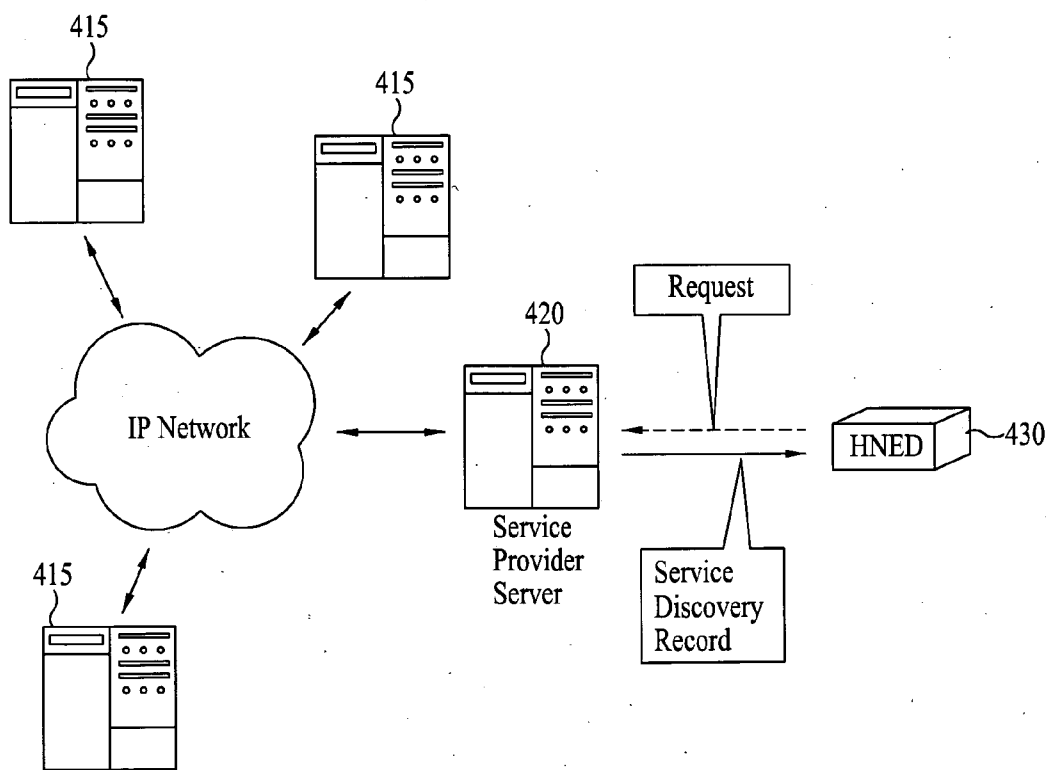 415
415
Request
420
IP Network
HNED
430
Service
Provider
Server
Service
Discovery
Record
415